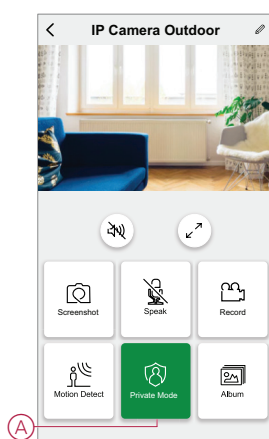 IP Camera Outdoor
Screenshot
Speak
Record
Motion Detect
Private Mode
Album
A